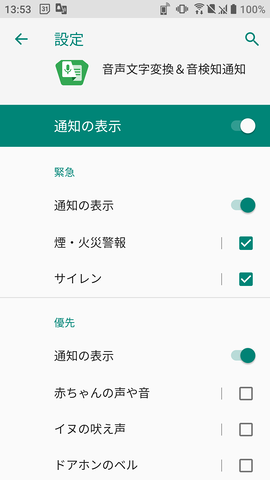 13:53
31
100%
設定
音声文字変換＆音検知通知
通知の表示
緊急
通知の表示
煙・火災警報
サイレン
優先
通知の表示
赤ちゃんの声や音
イヌの吠え声
ドアホンのベル